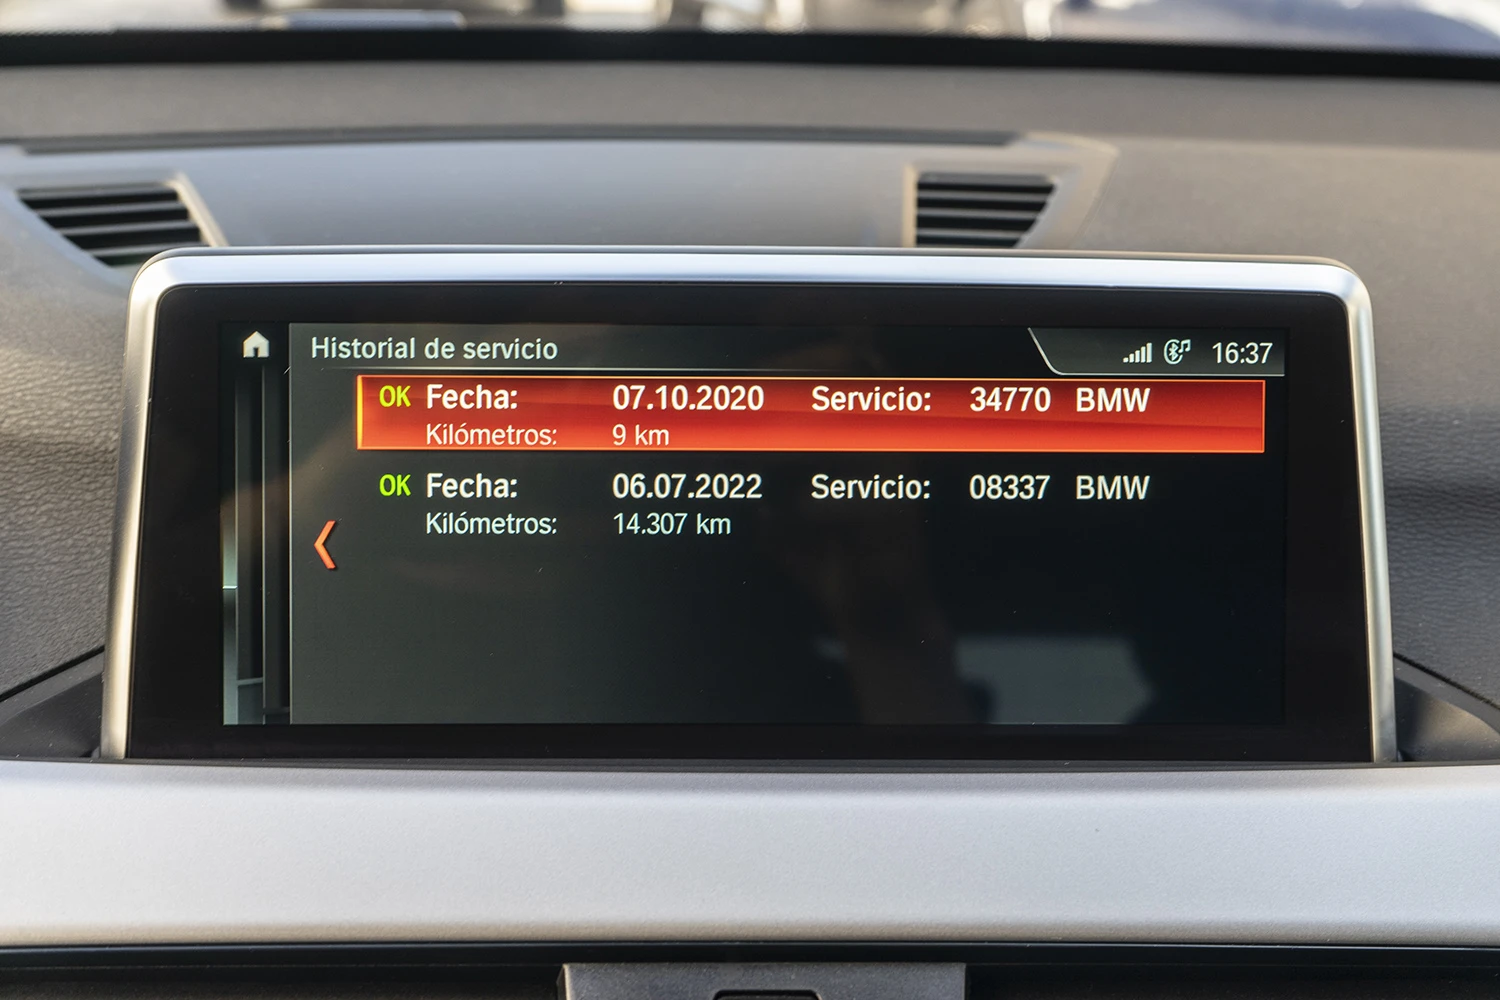 Historial de servicio
16:37
OK Fecha: 07.10.2020 Servicio: 34770 BMW
Kilómetros: 9 km
OK Fecha: 06.07.2022 Servicio: 08337 BMW
Kilómetros: 14.307 km